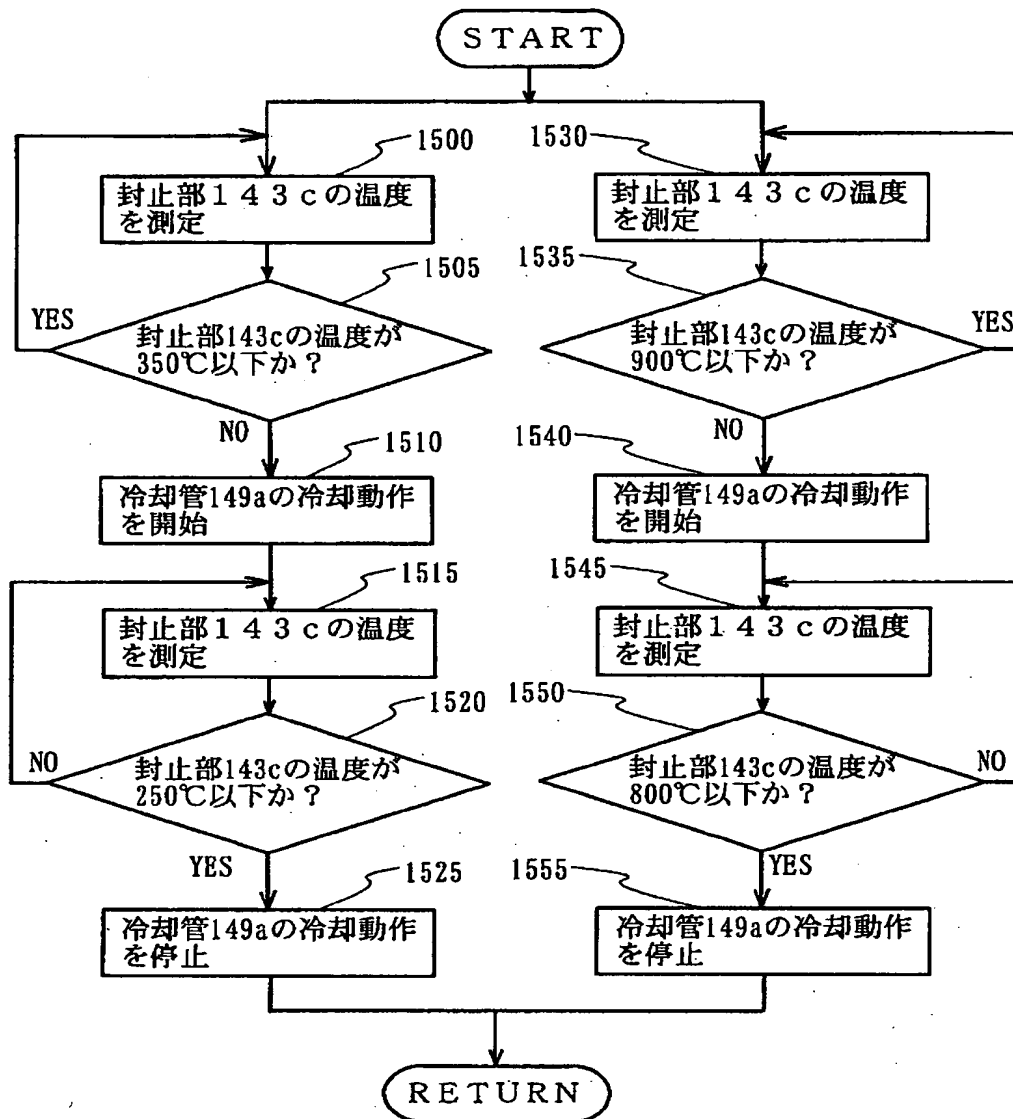 START
1500
封止部143cの温度
を測定
1505
YES
封止部143cの温度が
350℃以下か？
NO
1510
冷却管149aの冷却動作
を開始
1515
封止部143cの温度
を測定
1520
NO
封止部143cの温度が
250℃以下か？
YES
1525
冷却管149aの冷却動作
を停止
1530
封止部143cの温度
を測定
1535
YES
封止部143cの温度が
900℃以下か？
NO
1540
冷却管149aの冷却動作
を開始
1545
封止部143cの温度
を測定
1550
NO
封止部143cの温度が
800℃以下か？
YES
1555
冷却管149aの冷却動作
を停止
RETURN